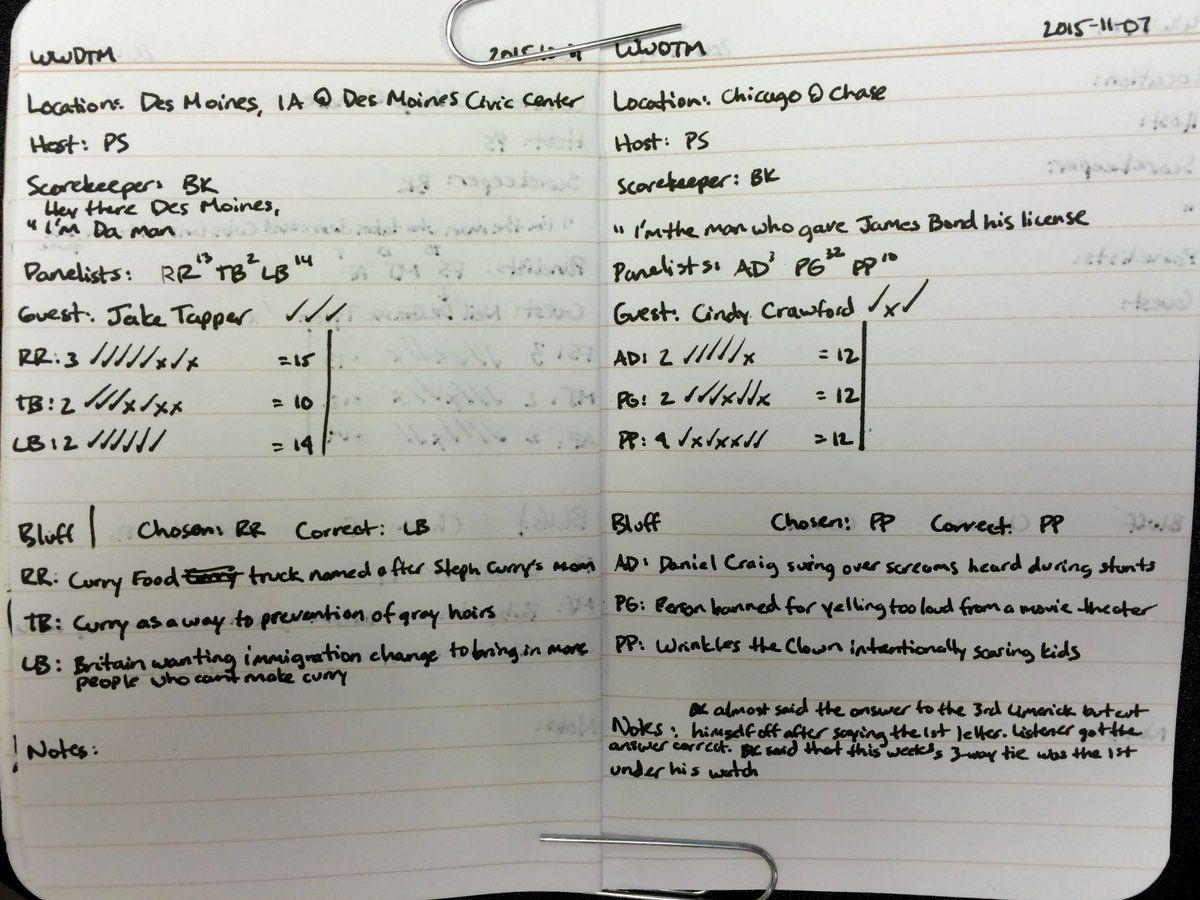 WWDTM
Location: Des Moines, IA @ Des Moines Civic Center
Host: PS
Scorekeeper: BK
Hey there Des Moines,
" I'm Da man
Panelists: RR 13 TB 2 LB 14
Guest: Jake Tapper ✓✓✓
RR: 3 ✓✓✓✓✓x✓x = 15
TB: 2 ✓✓✓x✓xx = 10
LB: 2 ✓✓✓✓✓✓ = 14
Bluff | Chosen: RR Correct: LB
RR: Curry Food truck named after Steph Curry's mom
TB: Curry as a way to prevention of gray hairs
LB: Britain wanting immigration change to bring in more
people who can't make curry
Notes:
2015-11-07
WWDTM
Location: Chicago @ Chase
Host: PS
Scorekeeper: BK
" I'm the man who gave James Bond his license
Panelists: AD 3 PG 32 PP 10
Guest: Cindy Crawford ✓x✓
AD: 2 ✓✓✓✓✓x = 12
PG: 2 ✓✓✓x✓✓x = 12
PP: 4 ✓x✓xx✓✓ = 12
Bluff Chosen: PP Correct: PP
AD: Daniel Craig suing over screams heard during stunts
PG: Person banned for yelling too loud from a movie theater
PP: Wrinkles the Clown intentionally scaring kids
BK almost said the answer to the 3rd Limerick but cut
Notes: himself off after saying the 1st letter. Listener got the
answer correct. BK said that this week's 3-way tie was the 1st
under his watch